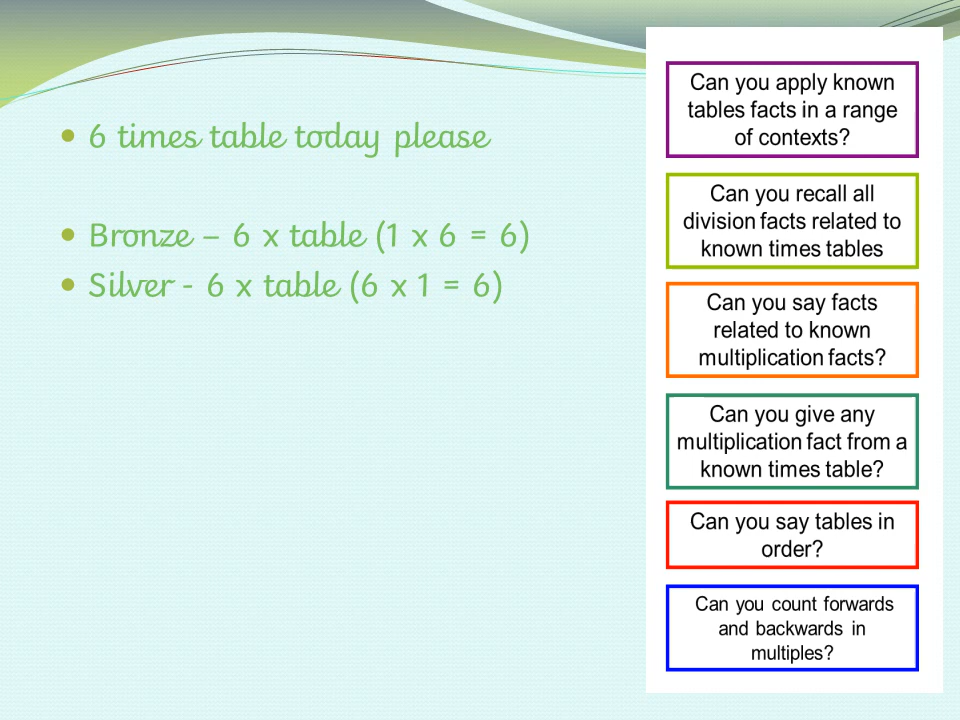 6 times table today please
Bronze – 6 x table (1 x 6 = 6)
Silver - 6 x table (6 x 1 = 6)
Can you apply known
tables facts in a range
of contexts?
Can you recall all
division facts related to
known times tables
Can you say facts
related to known
multiplication facts?
Can you give any
multiplication fact from a
known times table?
Can you say tables in
order?
Can you count forwards
and backwards in
multiples?